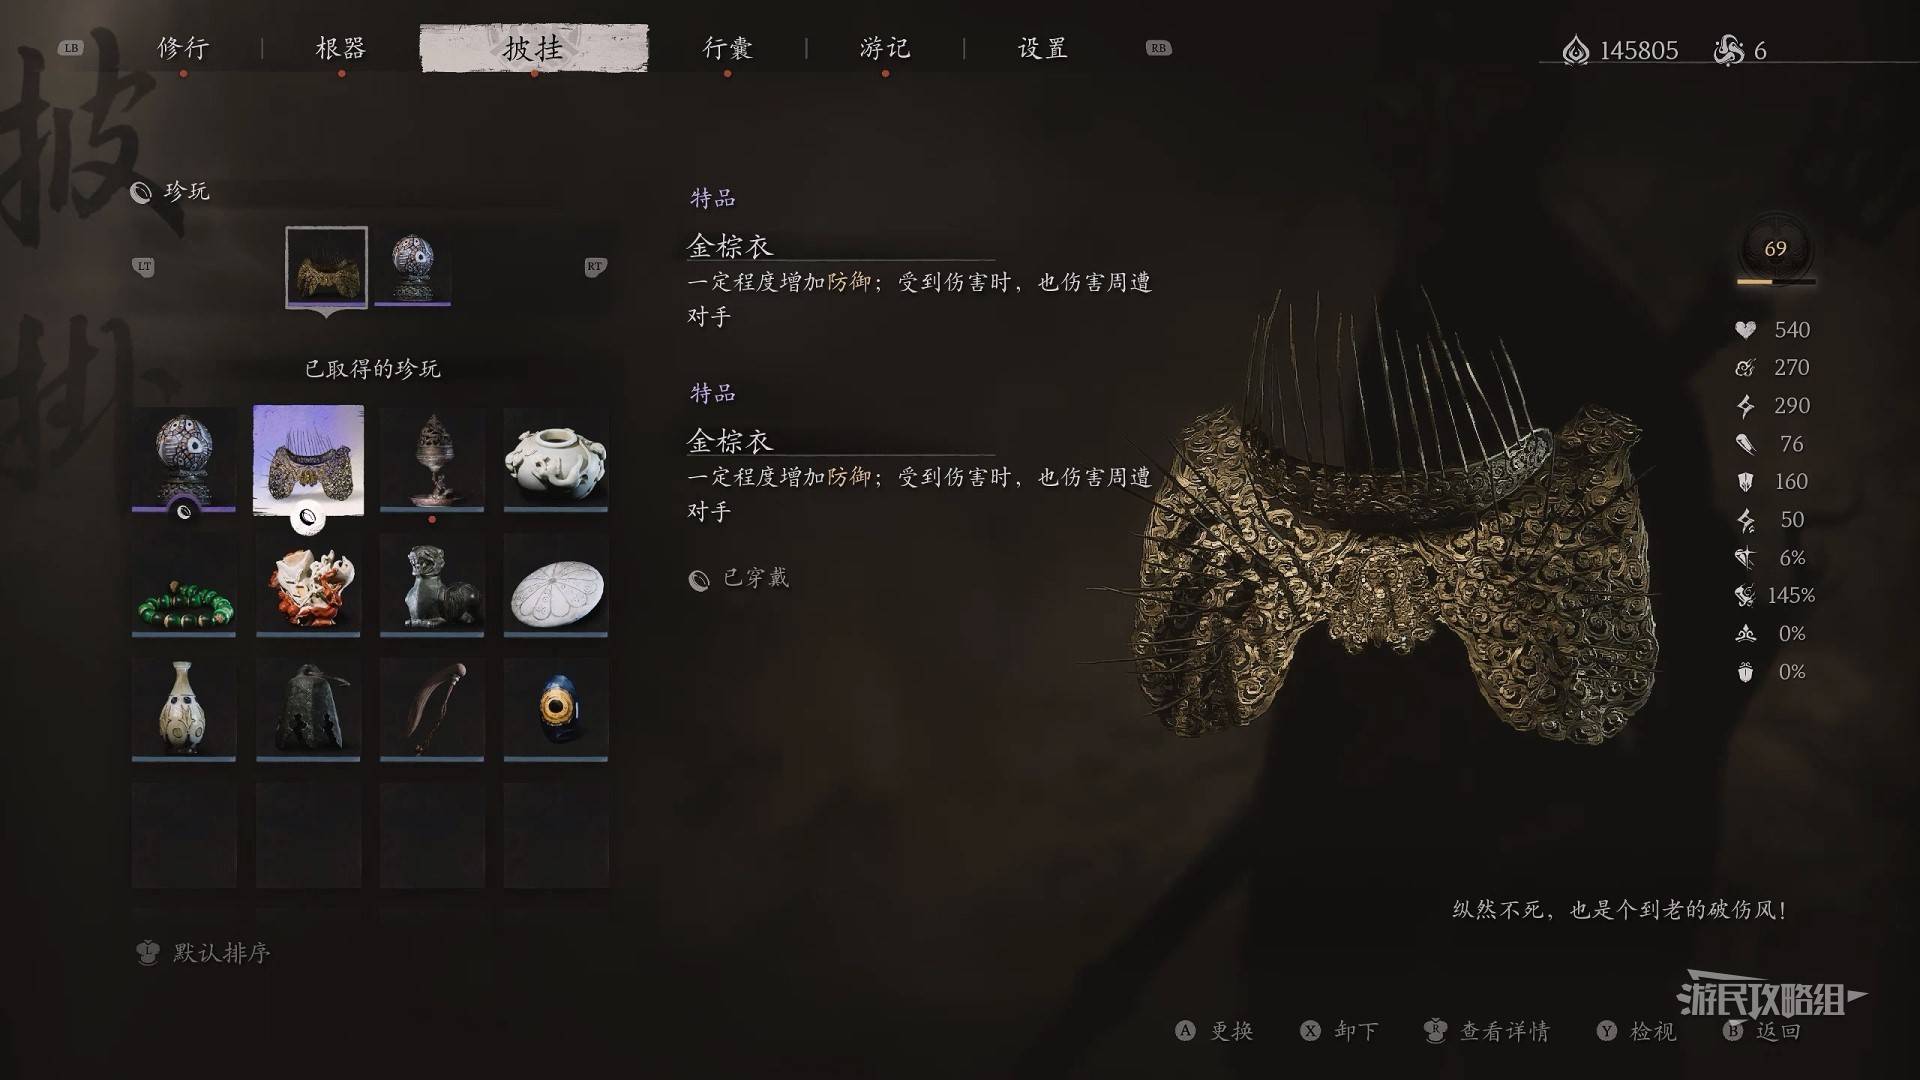 LB 修行 根器 披挂 行囊 游记 设置 RB 145805 6
披
掛
珍玩
LT
RT
已取得的珍玩
默认排序
特品
金棕衣
一定程度增加防御；受到伤害时，也伤害周遭
对手
特品
金棕衣
一定程度增加防御；受到伤害时，也伤害周遭
对手
已穿戴
69
540
270
290
76
160
50
6%
145%
0%
0%
纵然不死，也是个到老的破伤风！
游民攻略组
A 更换 X 卸下 R 查看详情 Y 检视 B 返回